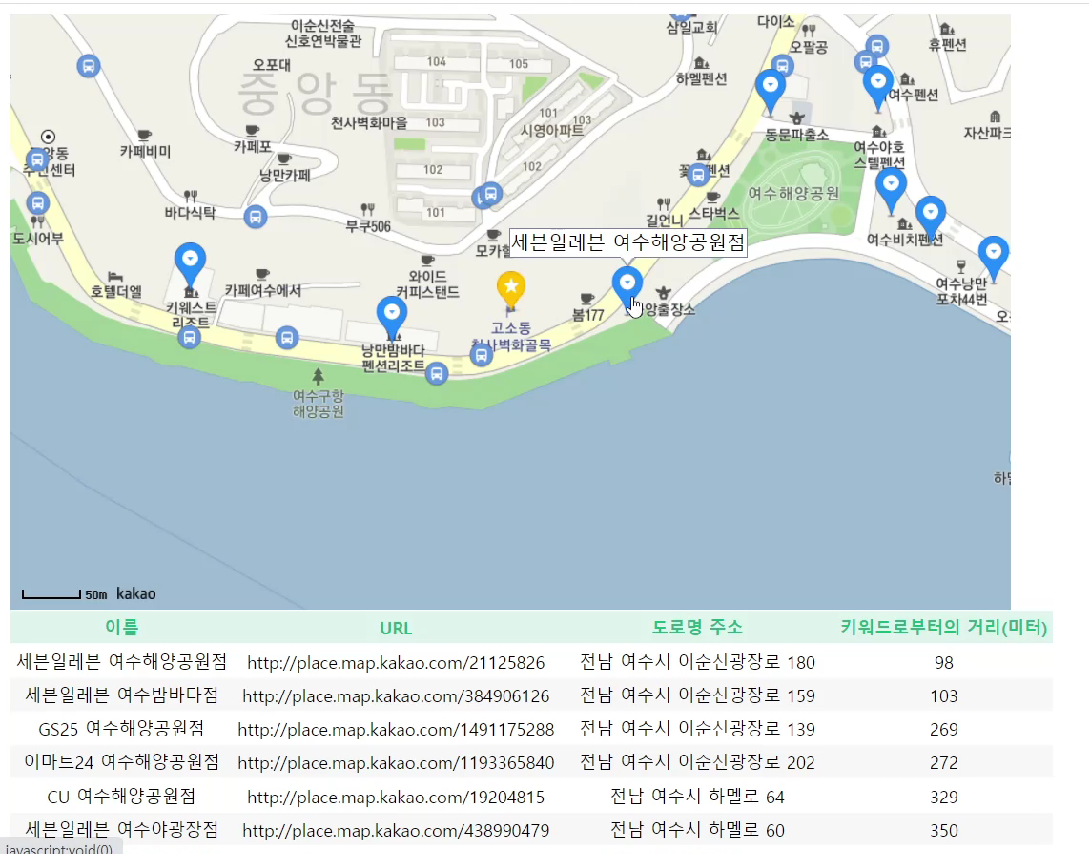 이순신전술
신호연박물관
삼일교회
다이소
오팔공
휴펜션
오포대
104
105
하멜펜션
중앙동
여수펜션
천사벽화마을
103
101
시영아파트
103
동문파출소
자산파크
카페비미
카페포
낭만카페
102
102
여수야호
스텔펜션
주민센터
여수해양공원
바다식탁
무쿠506
101
길언니
스타벅스
도시어부
세븐일레븐 여수해양공원점
여수비치펜션
와이드
커피스탠드
호텔더엘
카페여수에서
키웨스트
리조트
고소동
천사벽화골목
봄177
여수낭만
포차44번
낭만밤바다
펜션리조트
여수구항
해양공원
50m kakao
이름 URL 도로명 주소 키워드로부터의 거리(미터)
세븐일레븐 여수해양공원점 http://place.map.kakao.com/21125826 전남 여수시 이순신광장로 180 98
세븐일레븐 여수밤바다점 http://place.map.kakao.com/384906126 전남 여수시 이순신광장로 159 103
GS25 여수해양공원점 http://place.map.kakao.com/1491175288 전남 여수시 이순신광장로 139 269
이마트24 여수해양공원점 http://place.map.kakao.com/1193365840 전남 여수시 이순신광장로 202 272
CU 여수해양공원점 http://place.map.kakao.com/19204815 전남 여수시 하멜로 64 329
세븐일레븐 여수야광장점 http://place.map.kakao.com/438990479 전남 여수시 하멜로 60 350
javascript:void(0)